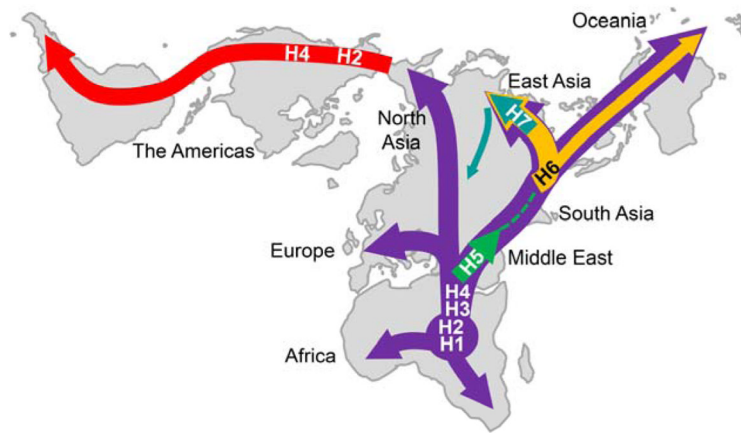 Oceania
H4 H2
East Asia
H7
North
Asia
The Americas
H6
South Asia
Europe
H5
Middle East
H4
H3
H2
H1
Africa